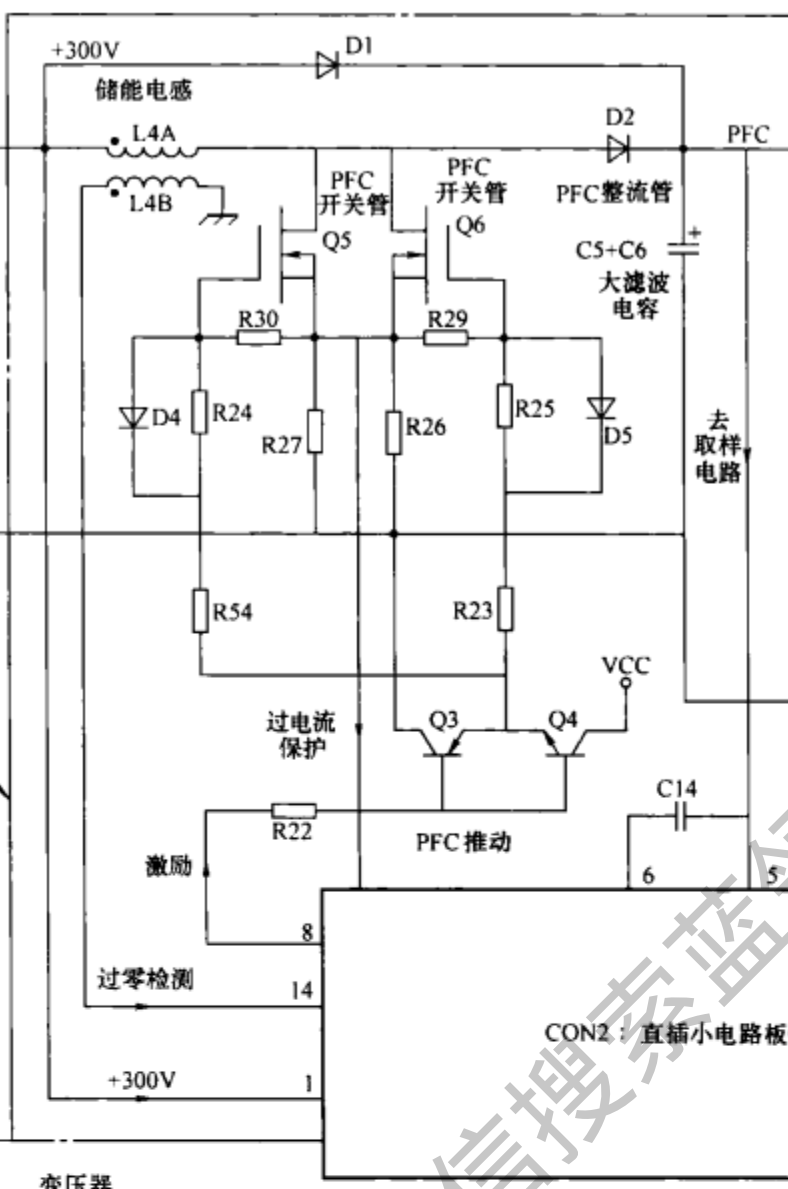 +300V
D1
储能电感
L4A
D2
PFC
L4B
PFC
开关管
Q5
PFC
开关管
Q6
PFC整流管
C5+C6
+
大滤波
电容
R30
R29
D4
R24
R27
R26
R25
D5
去
取样
电路
R54
R23
VCC
过电流
保护
Q3
Q4
R22
PFC推动
C14
激励
6
5
8
过零检测
14
CON2：直插小电路板
+300V
1
变压器
信搜索蓝